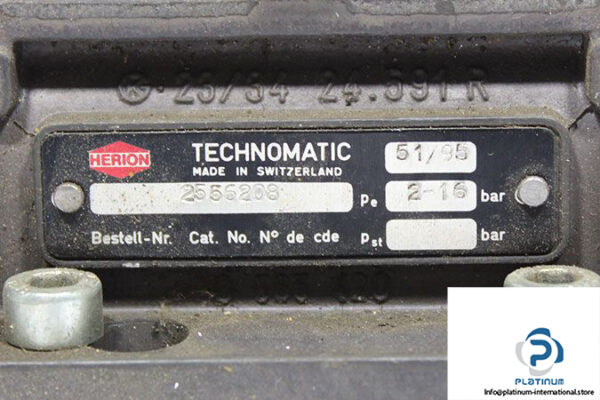 23/34 24.591 R
HERION
TECHNOMATIC
MADE IN SWITZERLAND
51/95
2556208
pe 2-16 bar
Bestell-Nr. Cat. No. N° de cde
pst bar
PLATINUM
Info@platinum-international.store